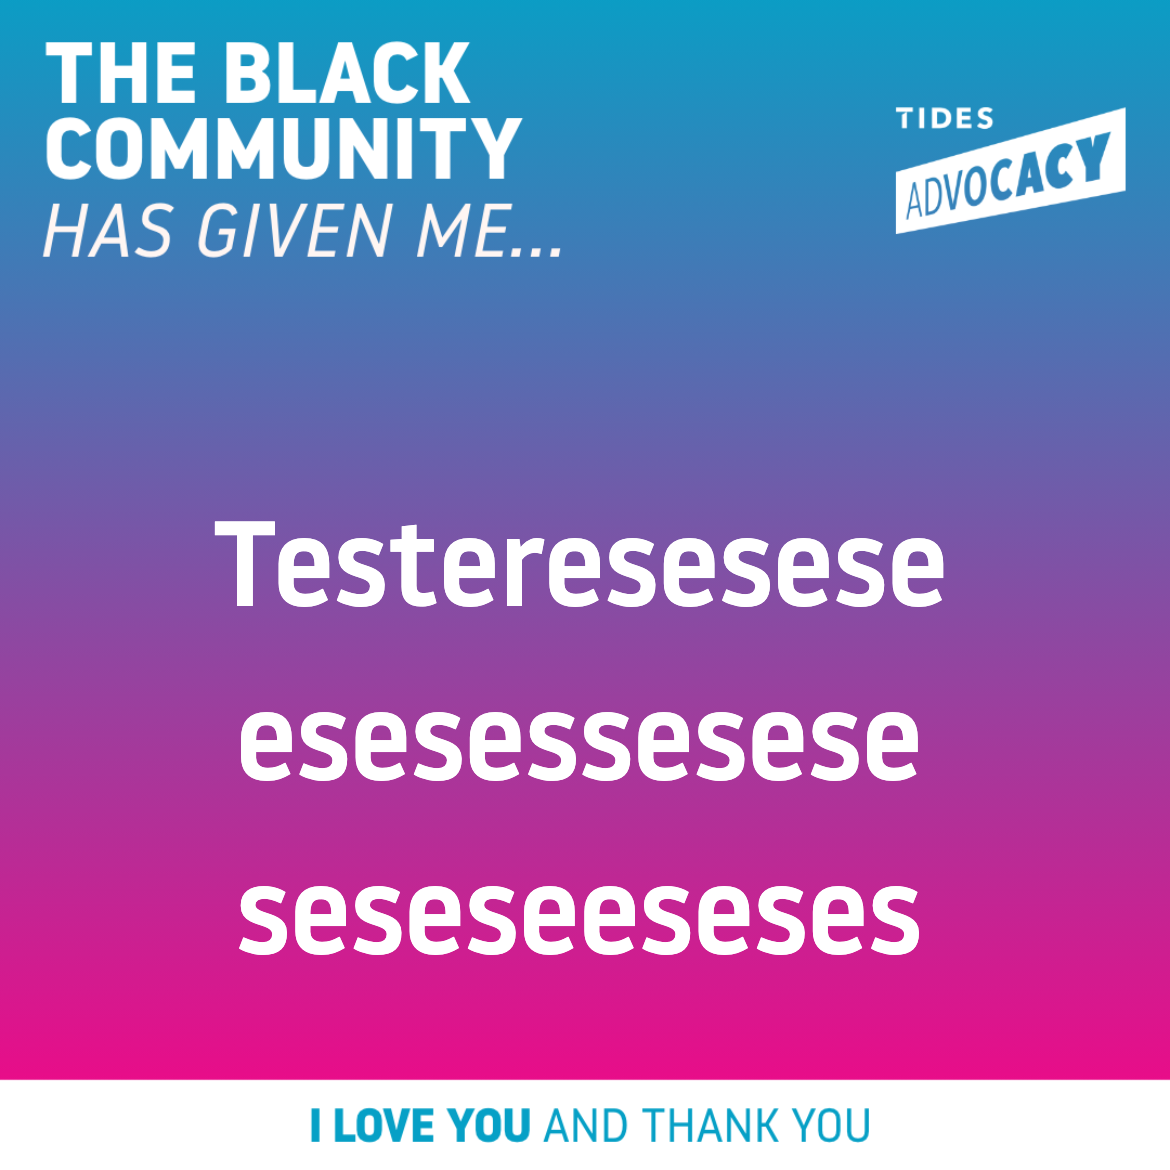 THE BLACK
COMMUNITY
HAS GIVEN ME...
TIDES
ADVOCACY
Testeresesese
esesessesese
seseseeseses
I LOVE YOU AND THANK YOU